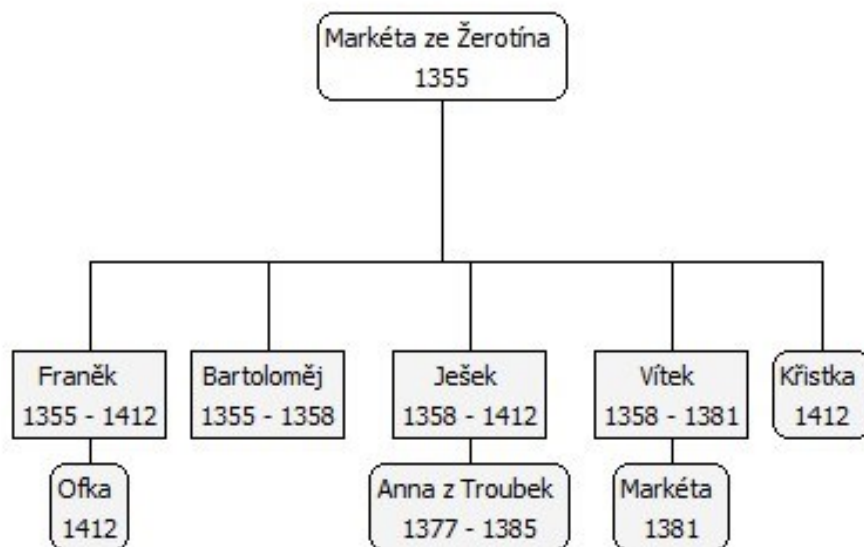 Markéta ze Žerotína
1355
Franěk
1355 - 1412
Bartoloměj
1355 - 1358
Ješek
1358 - 1412
Vítek
1358 - 1381
Křistka
1412
Ofka
1412
Anna z Troubek
1377 - 1385
Markéta
1381